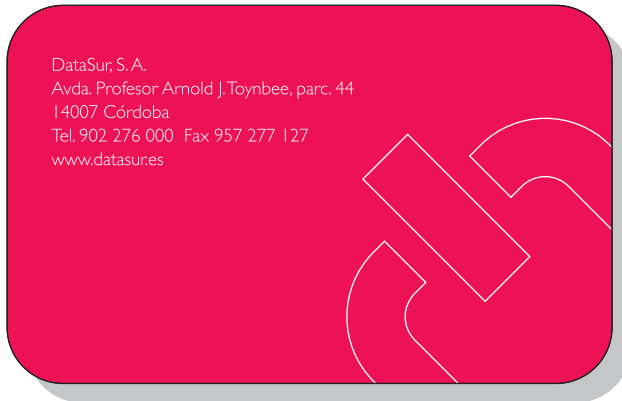 DataSur, S. A.
Avda. Profesor Arnold J. Toynbee, parc. 44
14007 Córdoba
Tel. 902 276 000  Fax 957 277 127
www.datasur.es